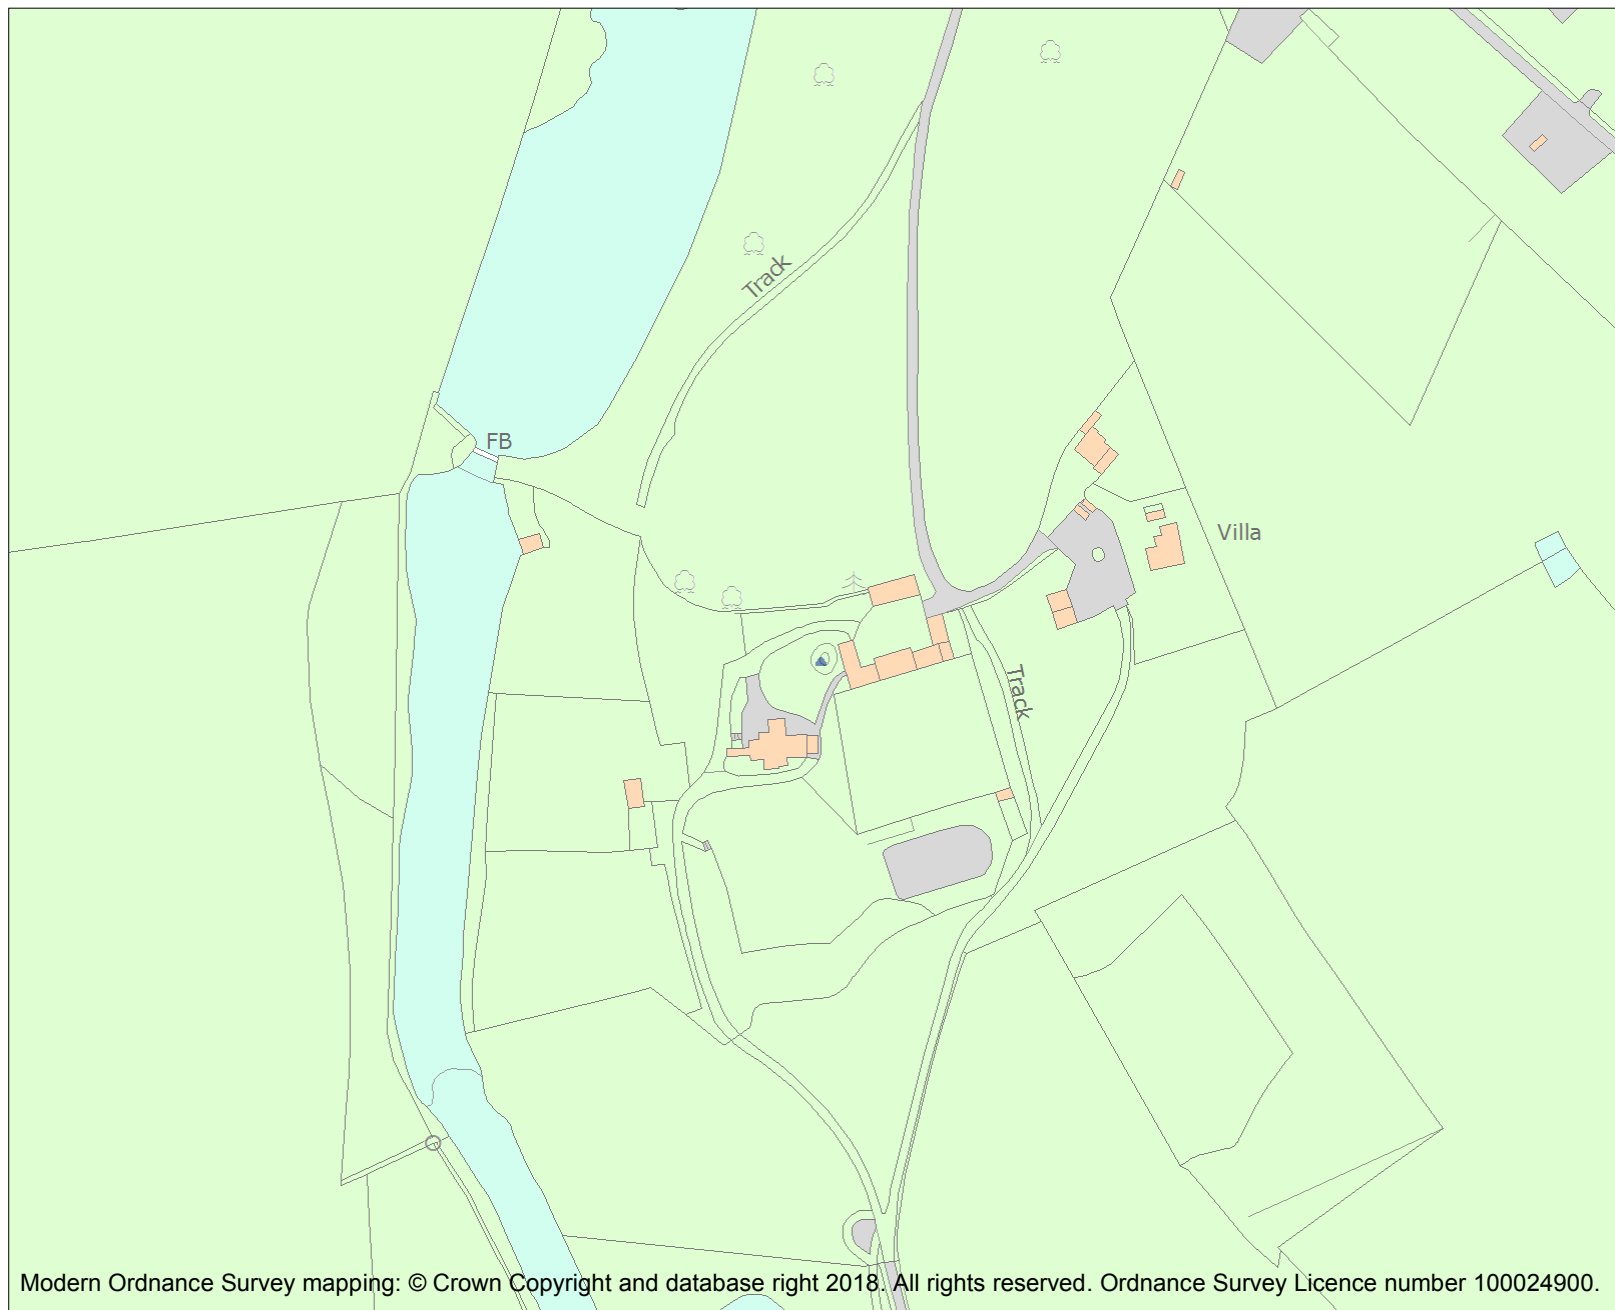 Track
FB
Villa
Track
Modern Ordnance Survey mapping: © Crown Copyright and database right 2018. All rights reserved. Ordnance Survey Licence number 100024900.